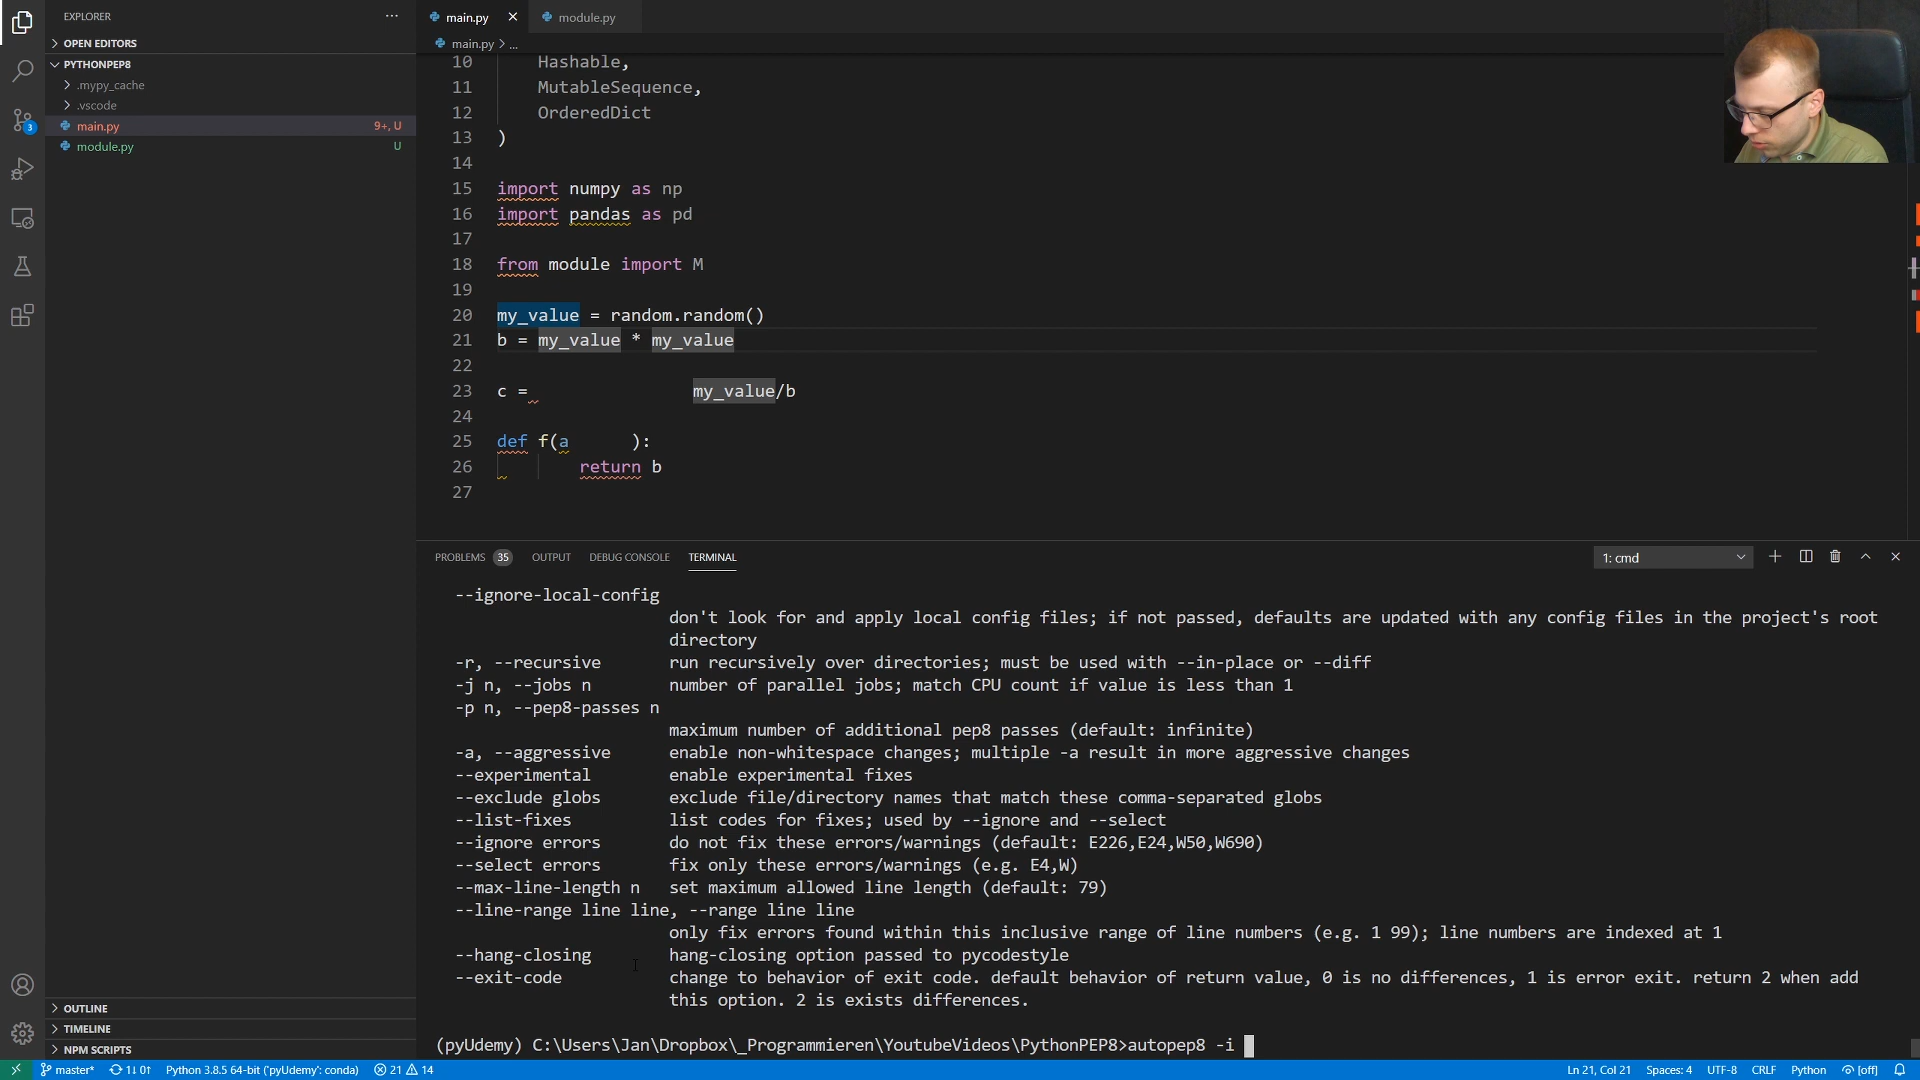 EXPLORER
main.py
module.py
OPEN EDITORS
main.py > ...
PYTHONPEP8
.mypy_cache
.vscode
main.py 9+, U
module.py U
10 Hashable,
11 MutableSequence,
12 OrderedDict
13 )
14
15 import numpy as np
16 import pandas as pd
17
18 from module import M
19
20 my_value = random.random()
21 b = my_value * my_value
22
23 c = my_value/b
24
25 def f(a ):
26 return b
27
PROBLEMS 35 OUTPUT DEBUG CONSOLE TERMINAL
1: cmd
--ignore-local-config
don't look for and apply local config files; if not passed, defaults are updated with any config files in the project's root
directory
-r, --recursive run recursively over directories; must be used with --in-place or --diff
-j n, --jobs n number of parallel jobs; match CPU count if value is less than 1
-p n, --pep8-passes n
maximum number of additional pep8 passes (default: infinite)
-a, --aggressive enable non-whitespace changes; multiple -a result in more aggressive changes
--experimental enable experimental fixes
--exclude globs exclude file/directory names that match these comma-separated globs
--list-fixes list codes for fixes; used by --ignore and --select
--ignore errors do not fix these errors/warnings (default: E226,E24,W50,W690)
--select errors fix only these errors/warnings (e.g. E4,W)
--max-line-length n set maximum allowed line length (default: 79)
--line-range line line, --range line line
only fix errors found within this inclusive range of line numbers (e.g. 1 99); line numbers are indexed at 1
--hang-closing hang-closing option passed to pycodestyle
--exit-code change to behavior of exit code. default behavior of return value, 0 is no differences, 1 is error exit. return 2 when add
this option. 2 is exists differences.
(pyUdemy) C:\Users\Jan\Dropbox\_Programmieren\YoutubeVideos\PythonPEP8>autopep8 -i
OUTLINE
TIMELINE
NPM SCRIPTS
3
master* 1↓ 0↑ Python 3.8.5 64-bit ('pyUdemy': conda) 21 14
Ln 21, Col 21 Spaces: 4 UTF-8 CRLF Python [off]